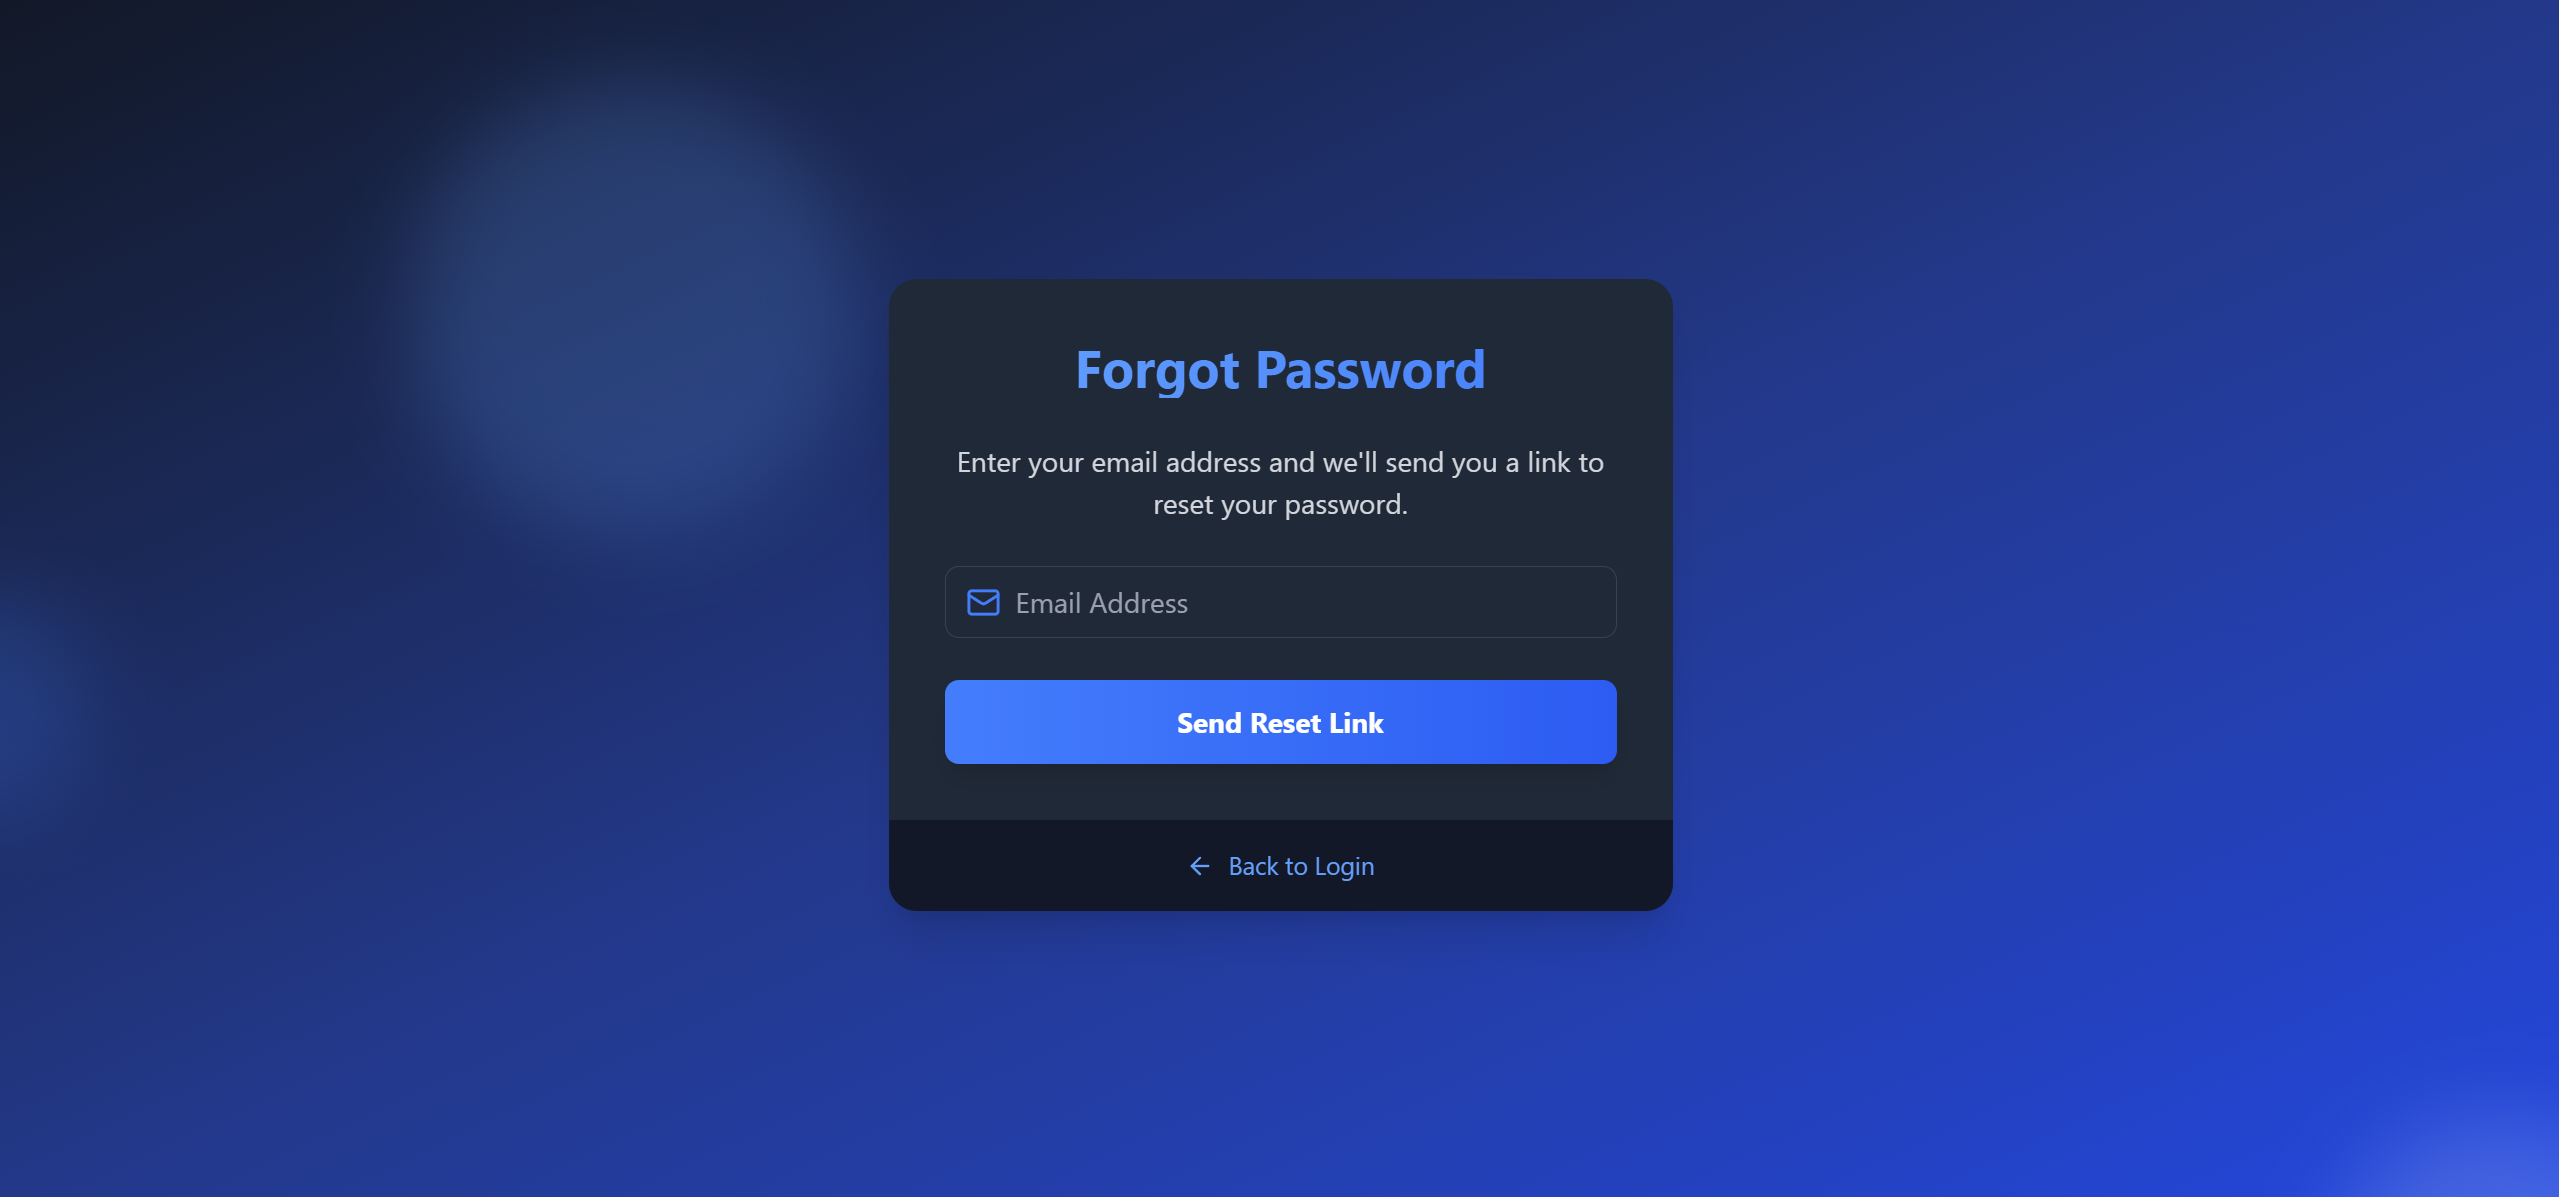 Forgot Password
Enter your email address and we'll send you a link to
reset your password.
Email Address
Send Reset Link
Back to Login